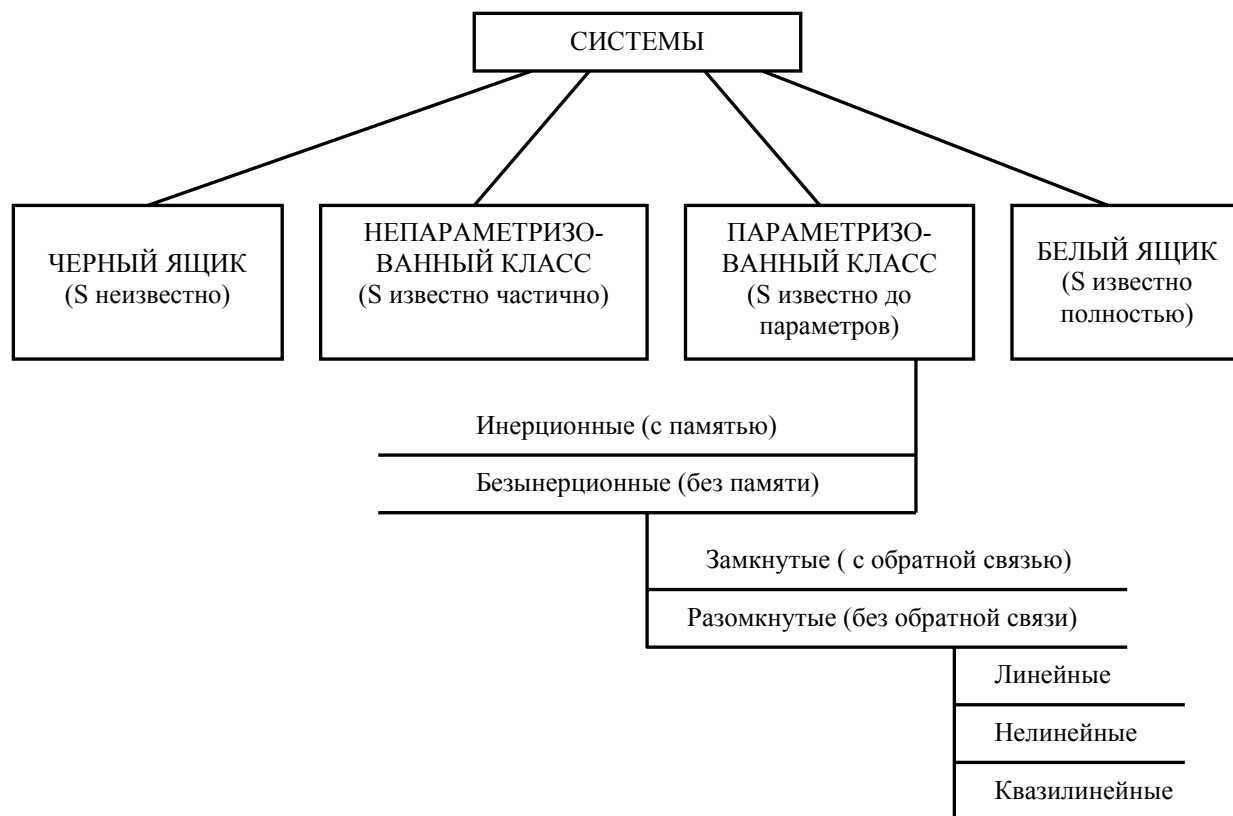 СИСТЕМЫ
ЧЕРНЫЙ ЯЩИК
(S неизвестно)
НЕПАРАМЕТРИЗО-
ВАННЫЙ КЛАСС
(S известно частично)
ПАРАМЕТРИЗО-
ВАННЫЙ КЛАСС
(S известно до
параметров)
БЕЛЫЙ ЯЩИК
(S известно
полностью)
Инерционные (с памятью)
Безынерционные (без памяти)
Замкнутые ( с обратной связью)
Разомкнутые (без обратной связи)
Линейные
Нелинейные
Квазилинейные